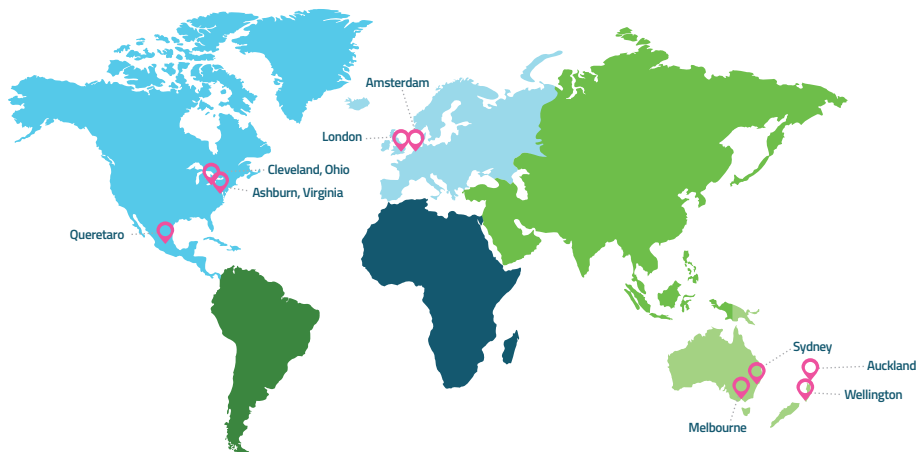 Amsterdam
London
Cleveland, Ohio
Ashburn, Virginia
Queretaro
Sydney
Auckland
Wellington
Melbourne